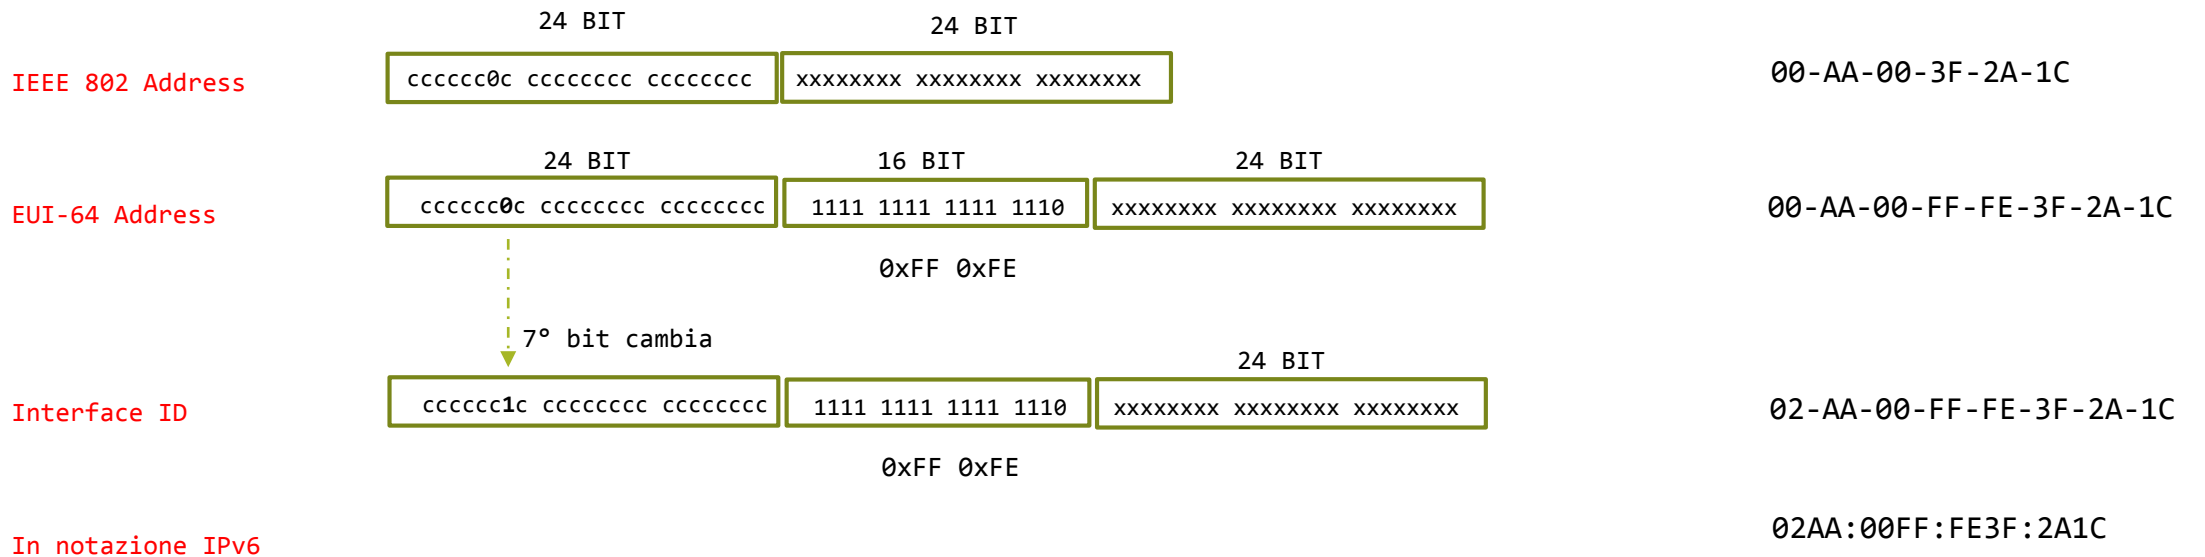 24 BIT 24 BIT
IEEE 802 Address cccccc0c cccccccc cccccccc xxxxxxxx xxxxxxxx xxxxxxxx 00-AA-00-3F-2A-1C
24 BIT 16 BIT 24 BIT
EUI-64 Address cccccc0c cccccccc cccccccc 1111 1111 1111 1110 xxxxxxxx xxxxxxxx xxxxxxxx 00-AA-00-FF-FE-3F-2A-1C
0xFF 0xFE
7° bit cambia
24 BIT
Interface ID cccccc1c cccccccc cccccccc 1111 1111 1111 1110 xxxxxxxx xxxxxxxx xxxxxxxx 02-AA-00-FF-FE-3F-2A-1C
0xFF 0xFE
In notazione IPv6 02AA:00FF:FE3F:2A1C